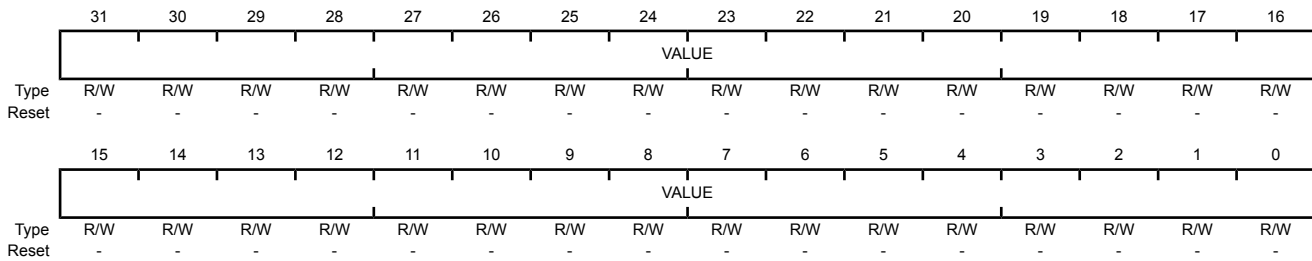 31 30 29 28 27 26 25 24 23 22 21 20 19 18 17 16
VALUE
Type R/W R/W R/W R/W R/W R/W R/W R/W R/W R/W R/W R/W R/W R/W R/W R/W
Reset - - - - - - - - - - - - - - - -
15 14 13 12 11 10 9 8 7 6 5 4 3 2 1 0
VALUE
Type R/W R/W R/W R/W R/W R/W R/W R/W R/W R/W R/W R/W R/W R/W R/W R/W
Reset - - - - - - - - - - - - - - - -